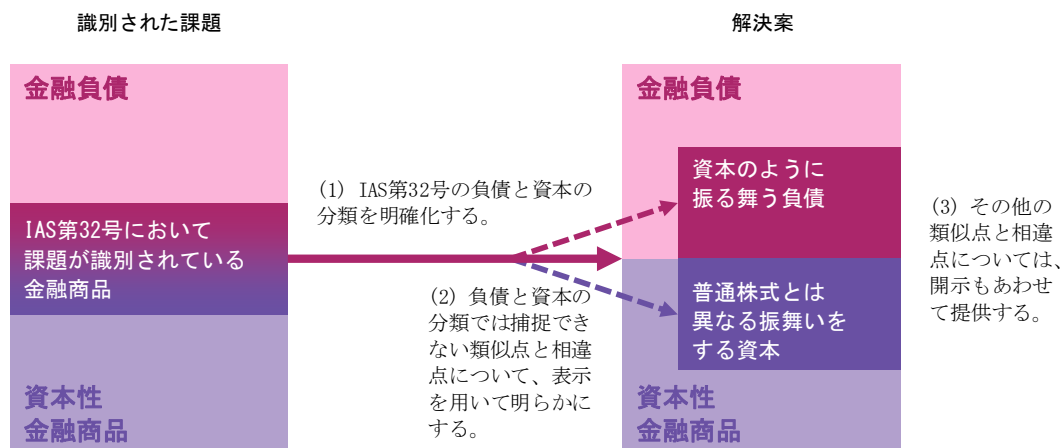 識別された課題
解決案
金融負債
IAS第32号において
課題が識別されている
金融商品
資本性
金融商品
(1) IAS第32号の負債と資本の
分類を明確化する。
(2) 負債と資本の
分類では捕捉でき
ない類似点と相違
点について、表示
を用いて明らかに
する。
金融負債
資本のように
振る舞う負債
普通株式とは
異なる振舞いを
する資本
資本性
金融商品
(3) その他の
類似点と相違
点については、
開示もあわせ
て提供する。